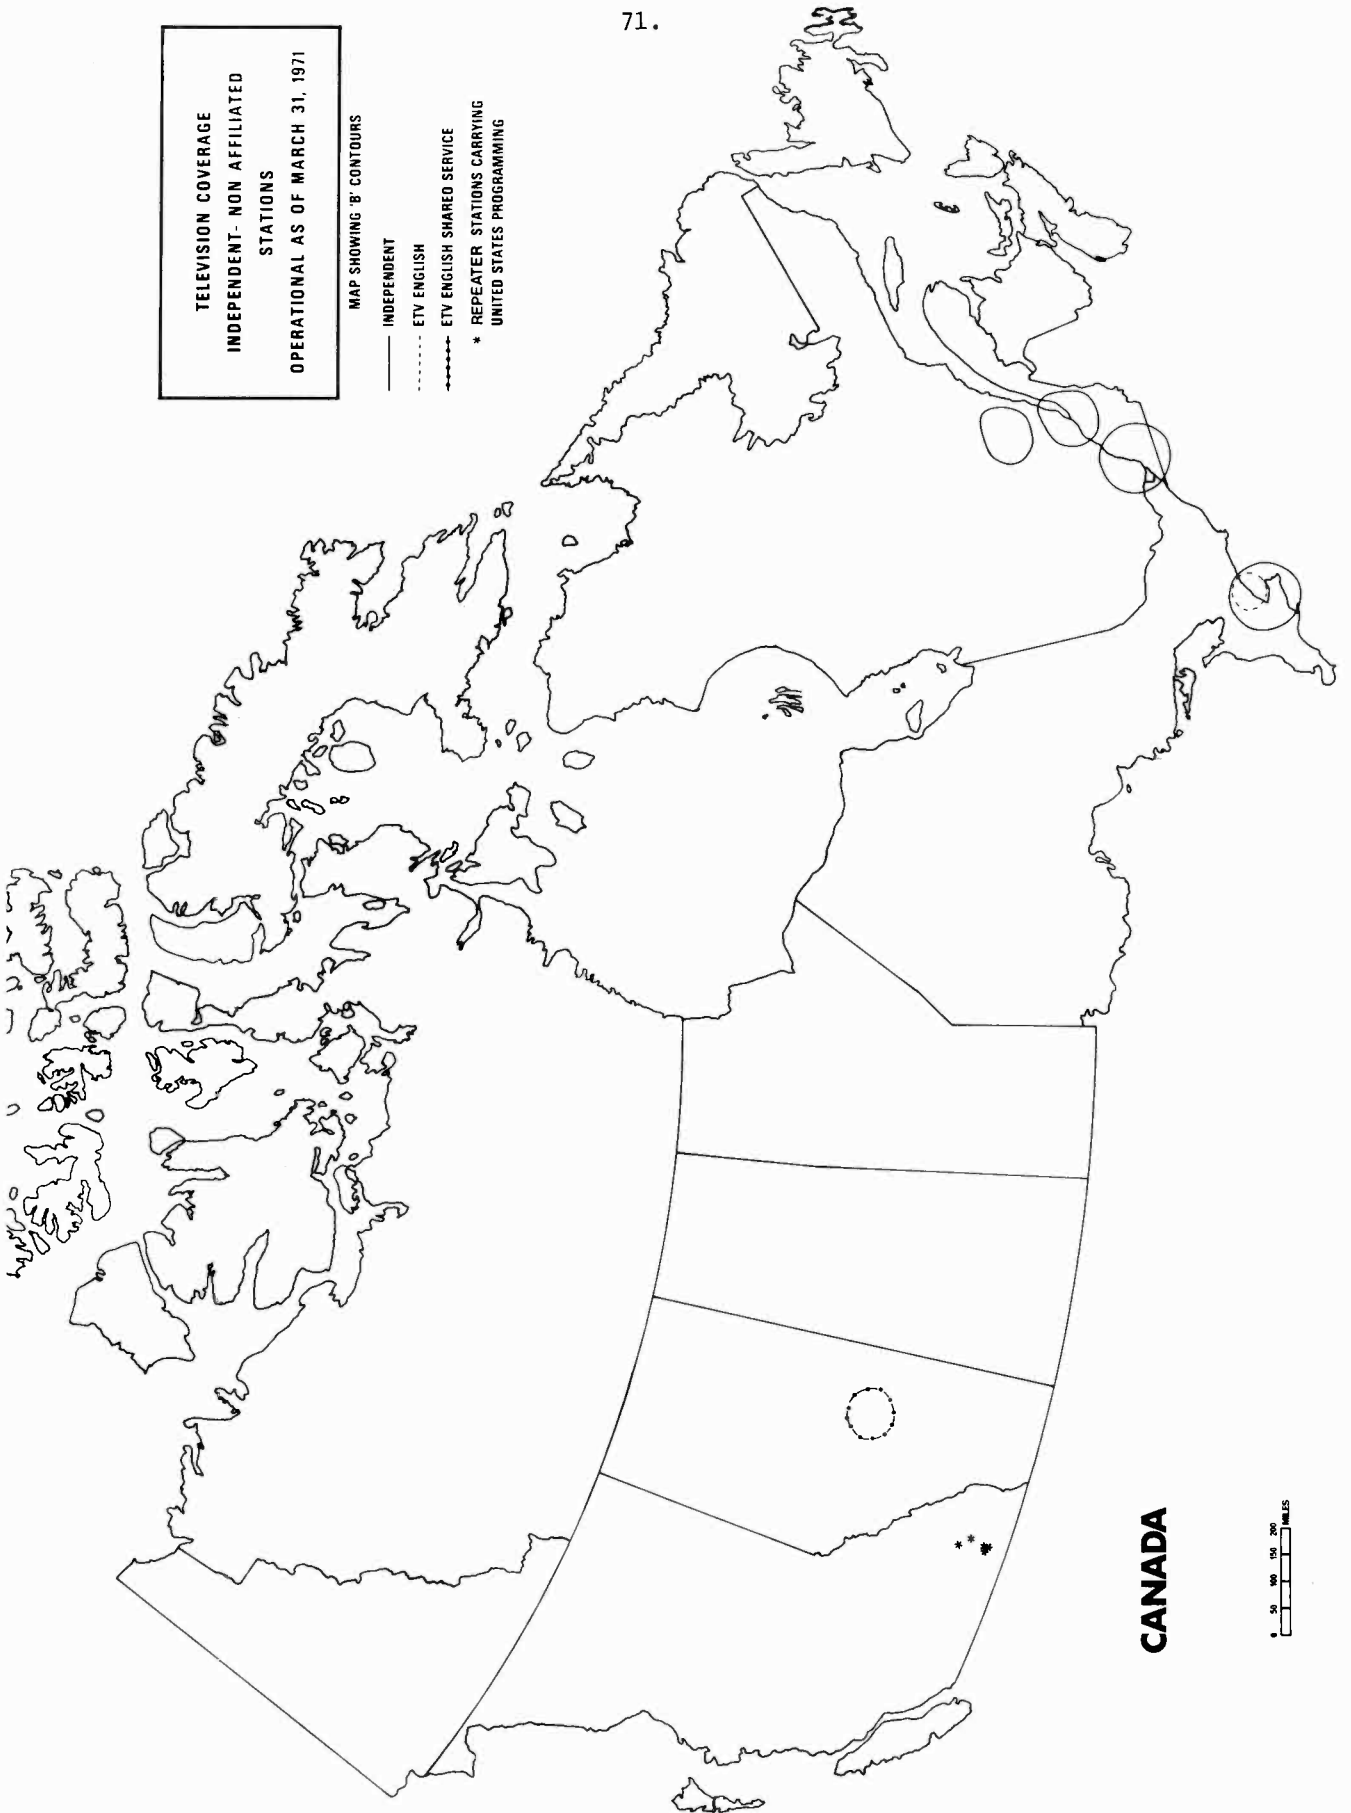 71.
TELEVISION COVERAGE
INDEPENDENT- NON AFFILIATED
STATIONS
OPERATIONAL AS OF MARCH 31, 1971
MAP SHOWING 'B' CONTOURS
INDEPENDENT
ETV ENGLISH
ETV ENGLISH SHARED SERVICE
* REPEATER STATIONS CARRYING
UNITED STATES PROGRAMMING
CANADA
0 50 100 150 200 MILES